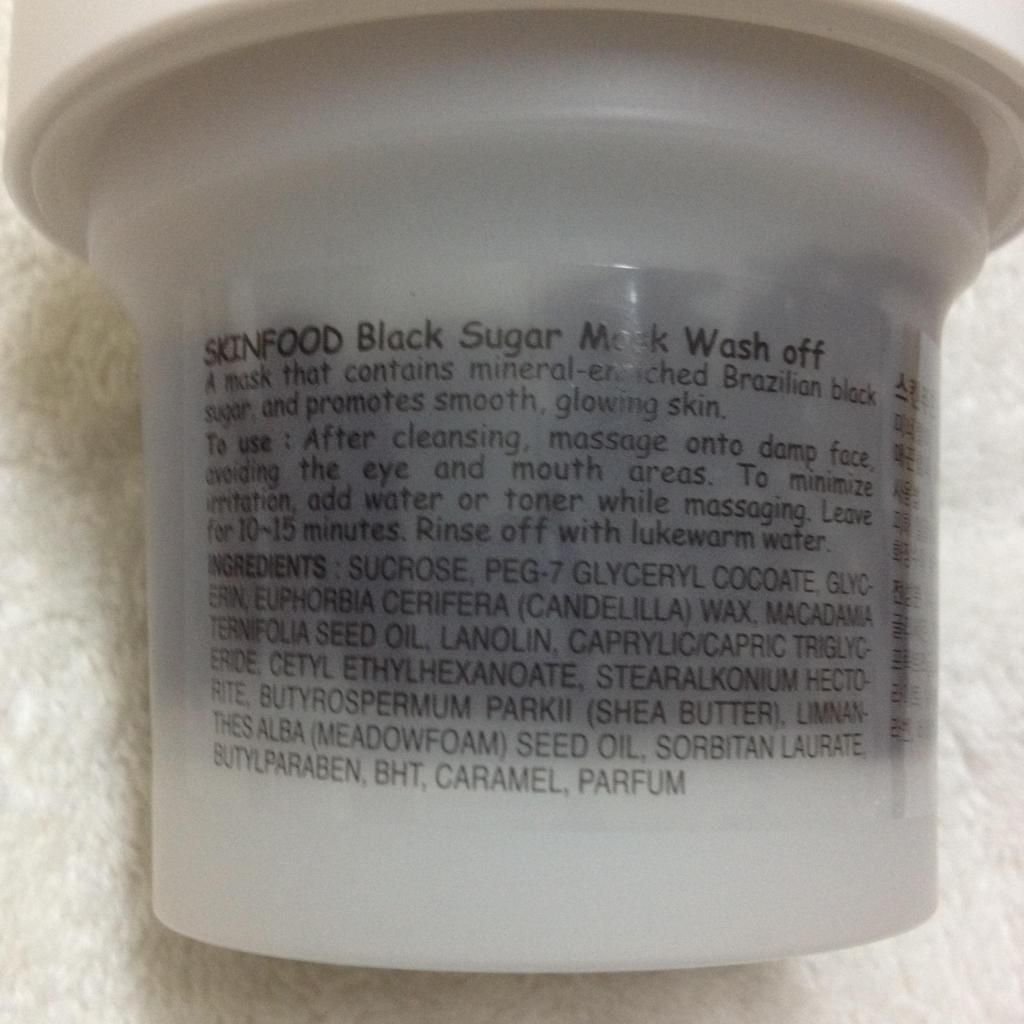 SKINFOOD Black Sugar Mask Wash off
A mask that contains mineral-enriched Brazilian black
sugar, and promotes smooth, glowing skin.
To use : After cleansing, massage onto damp face,
avoiding the eye and mouth areas. To minimize
irritation, add water or toner while massaging. Leave
for 10~15 minutes. Rinse off with lukewarm water.
INGREDIENTS : SUCROSE, PEG-7 GLYCERYL COCOATE, GLYC-
ERIN, EUPHORBIA CERIFERA (CANDELILLA) WAX, MACADAMIA
TERNIFOLIA SEED OIL, LANOLIN, CAPRYLIC/CAPRIC TRIGLYC-
ERIDE, CETYL ETHYLHEXANOATE, STEARALKONIUM HECTO-
RITE, BUTYROSPERMUM PARKII (SHEA BUTTER), LIMNAN-
THES ALBA (MEADOWFOAM) SEED OIL, SORBITAN LAURATE,
BUTYLPARABEN, BHT, CARAMEL, PARFUM